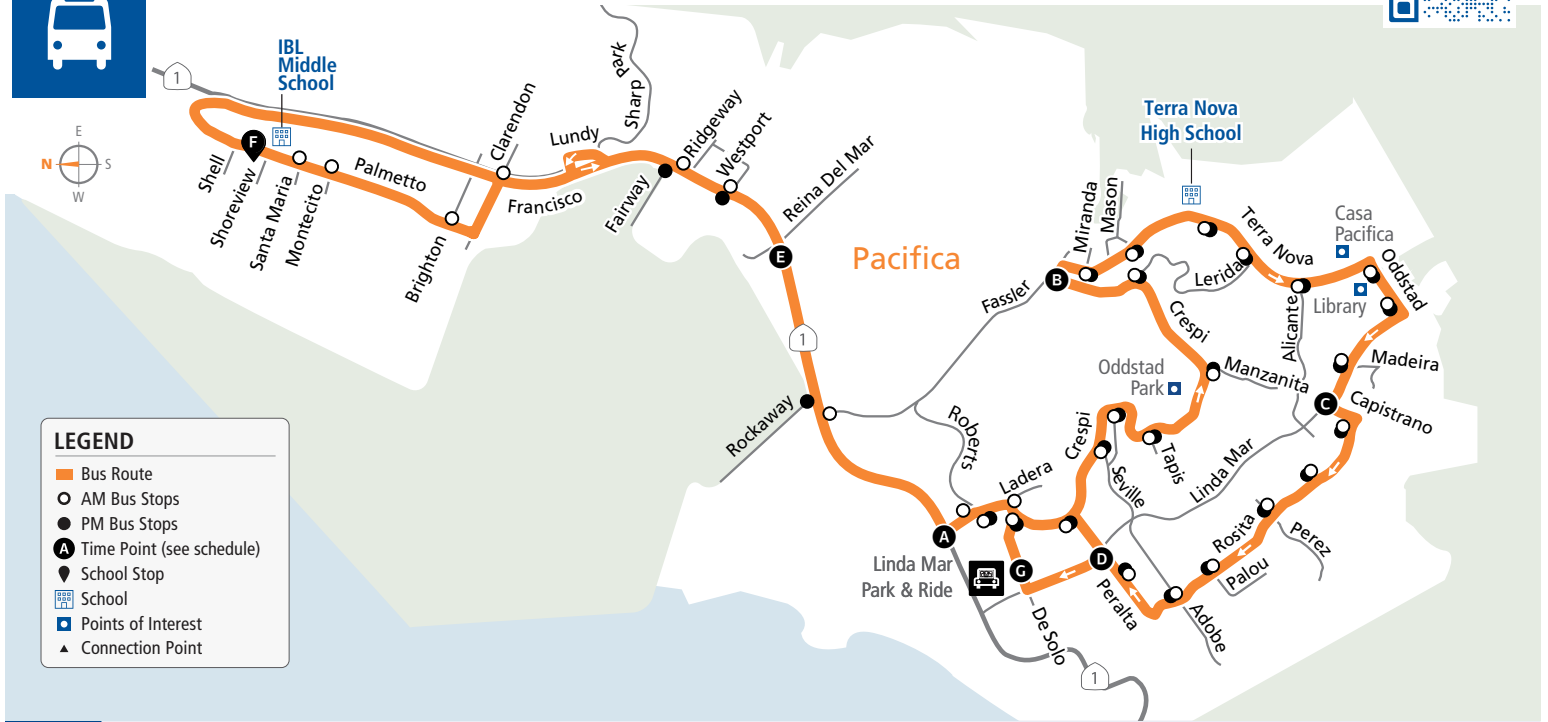 IBL
Middle
School
1
F
E
N
S
W
Shell
Shoreview
Santa Maria
Montecito
Palmetto
Brighton
Clarendon
Lundy
Francisco
Sharp Park
Fairway
Ridgeway
Westport
Reina Del Mar
E
Pacifica
1
Rockaway
Fassler
Roberts
Terra Nova
High School
Miranda
Mason
B
Terra Nova
Lerida
Casa
Pacifica
Oddstad
Library
Alicante
Crespi
Manzanita
Madeira
Oddstad
Park
C
Capistrano
Crespi
Tapis
Seville
Ladera
Linda Mar
A
Linda Mar
Park & Ride
G
D
De Solo
Peralta
Adobe
Palou
Rosita
Perez
1
LEGEND
Bus Route
AM Bus Stops
PM Bus Stops
A Time Point (see schedule)
School Stop
School
Points of Interest
Connection Point